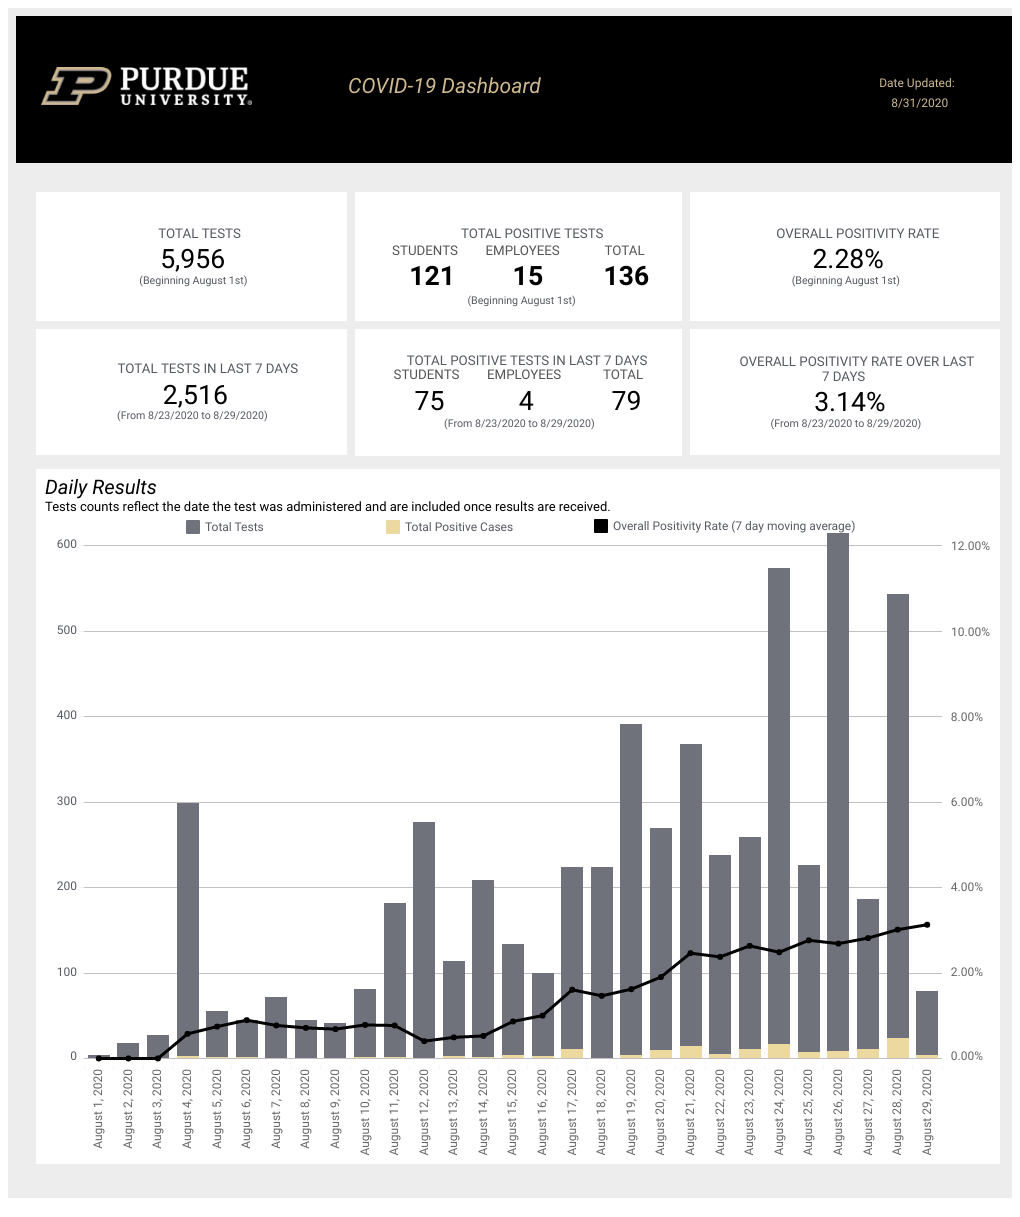 PURDUE
UNIVERSITY®
COVID-19 Dashboard
Date Updated:
8/31/2020
TOTAL TESTS
5,956
(Beginning August 1st)
TOTAL POSITIVE TESTS
STUDENTS EMPLOYEES TOTAL
121 15 136
(Beginning August 1st)
OVERALL POSITIVITY RATE
2.28%
(Beginning August 1st)
TOTAL TESTS IN LAST 7 DAYS
2,516
(From 8/23/2020 to 8/29/2020)
TOTAL POSITIVE TESTS IN LAST 7 DAYS
STUDENTS EMPLOYEES TOTAL
75 4 79
(From 8/23/2020 to 8/29/2020)
OVERALL POSITIVITY RATE OVER LAST
7 DAYS
3.14%
(From 8/23/2020 to 8/29/2020)
Daily Results
Tests counts reflect the date the test was administered and are included once results are received.
Total Tests Total Positive Cases Overall Positivity Rate (7 day moving average)
600 12.00%
500 10.00%
400 8.00%
300 6.00%
200 4.00%
100 2.00%
0 0.00%
August 1, 2020
August 2, 2020
August 3, 2020
August 4, 2020
August 5, 2020
August 6, 2020
August 7, 2020
August 8, 2020
August 9, 2020
August 10, 2020
August 11, 2020
August 12, 2020
August 13, 2020
August 14, 2020
August 15, 2020
August 16, 2020
August 17, 2020
August 18, 2020
August 19, 2020
August 20, 2020
August 21, 2020
August 22, 2020
August 23, 2020
August 24, 2020
August 25, 2020
August 26, 2020
August 27, 2020
August 28, 2020
August 29, 2020